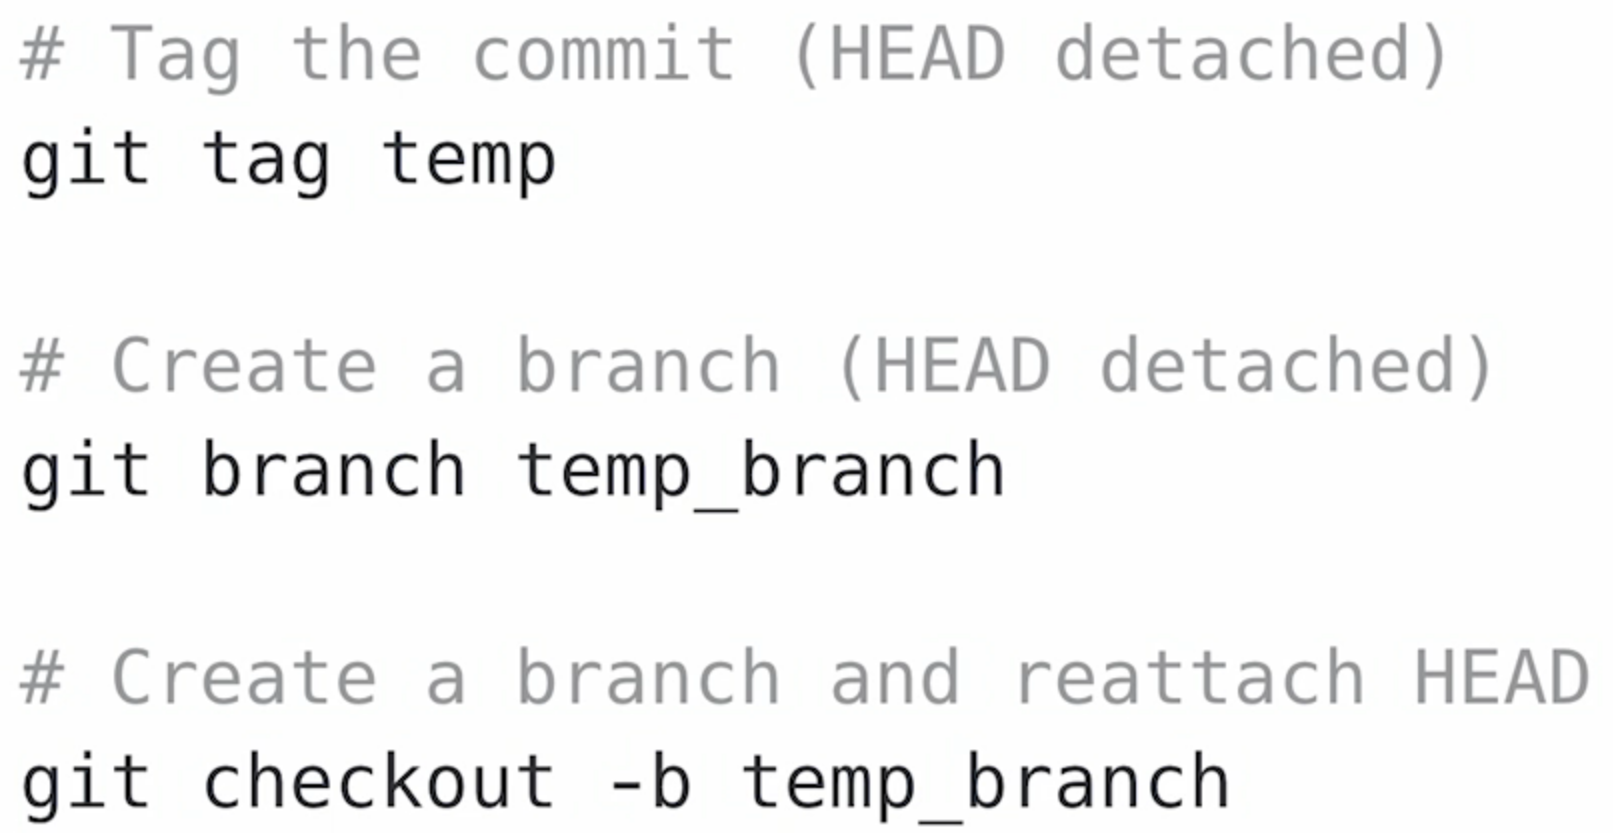 # Tag the commit (HEAD detached)
git tag temp
# Create a branch (HEAD detached)
git branch temp_branch
# Create a branch and reattach HEAD
git checkout -b temp_branch